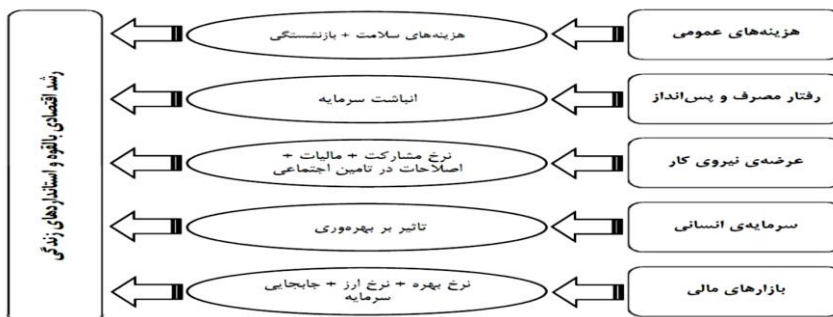 هزینه‌های عمومی
هزینه‌های سلامت + بازنشستگی
رفتار مصرف و پس‌انداز
انباشت سرمایه
عرضه‌ی نیروی کار
نرخ مشارکت + مالیات +
اصلاحات در تامین اجتماعی
سرمایه‌ی انسانی
تاثیر بر بهره‌وری
بازارهای مالی
نرخ بهره + نرخ ارز + جابجایی
سرمایه
رشد اقتصادی بالقوه و استانداردهای زندگی